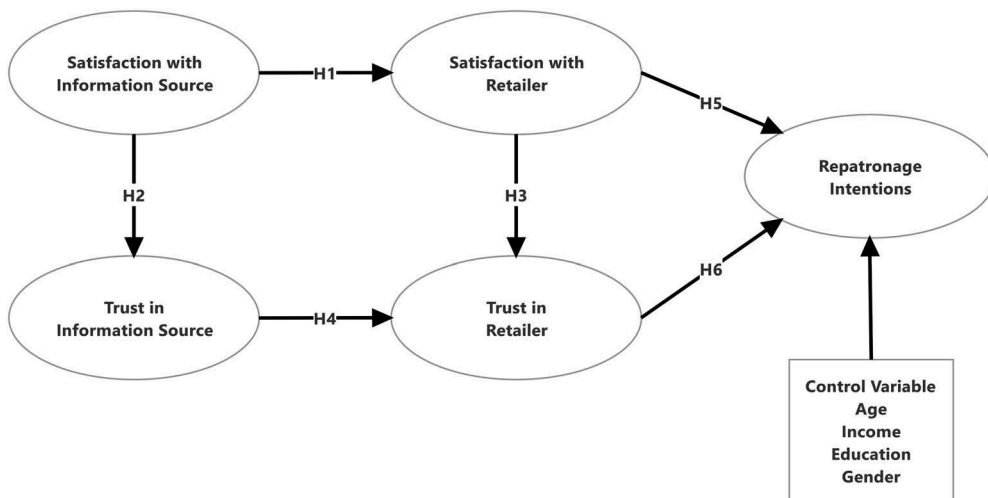 Satisfaction with
Information Source
H1
Satisfaction with
Retailer
H5
Repatronage
Intentions
H2
H3
Trust in
Information Source
H4
Trust in
Retailer
H6
Control Variable
Age
Income
Education
Gender